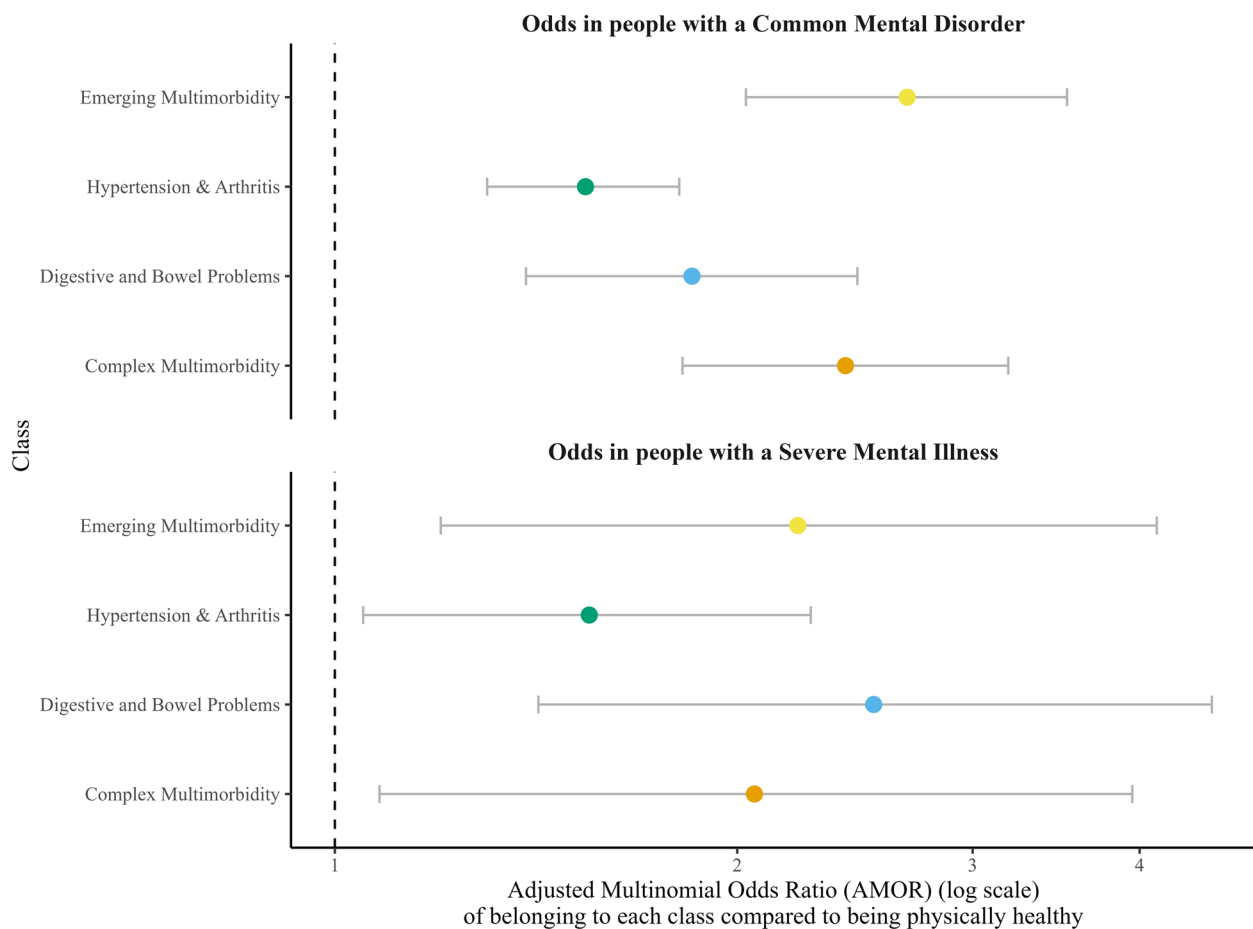 Odds in people with a Common Mental Disorder
Emerging Multimorbidity
Hypertension & Arthritis
Digestive and Bowel Problems
Complex Multimorbidity
Class
Odds in people with a Severe Mental Illness
Emerging Multimorbidity
Hypertension & Arthritis
Digestive and Bowel Problems
Complex Multimorbidity
1 2 3 4
Adjusted Multinomial Odds Ratio (AMOR) (log scale)
of belonging to each class compared to being physically healthy